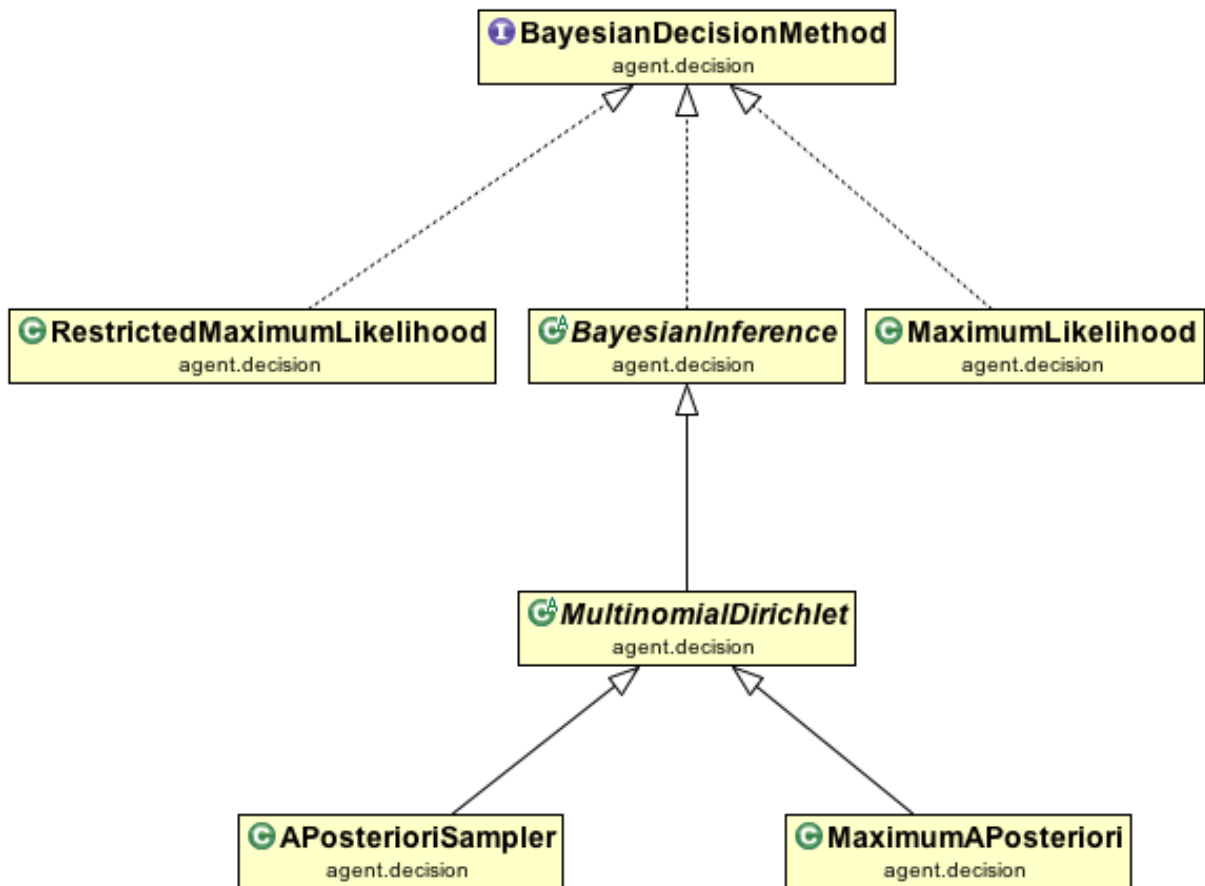 I BayesianDecisionMethod
agent.decision
C RestrictedMaximumLikelihood
agent.decision
C A BayesianInference
agent.decision
C MaximumLikelihood
agent.decision
C A MultinomialDirichlet
agent.decision
C APosterioriSampler
agent.decision
C MaximumAPosteriori
agent.decision